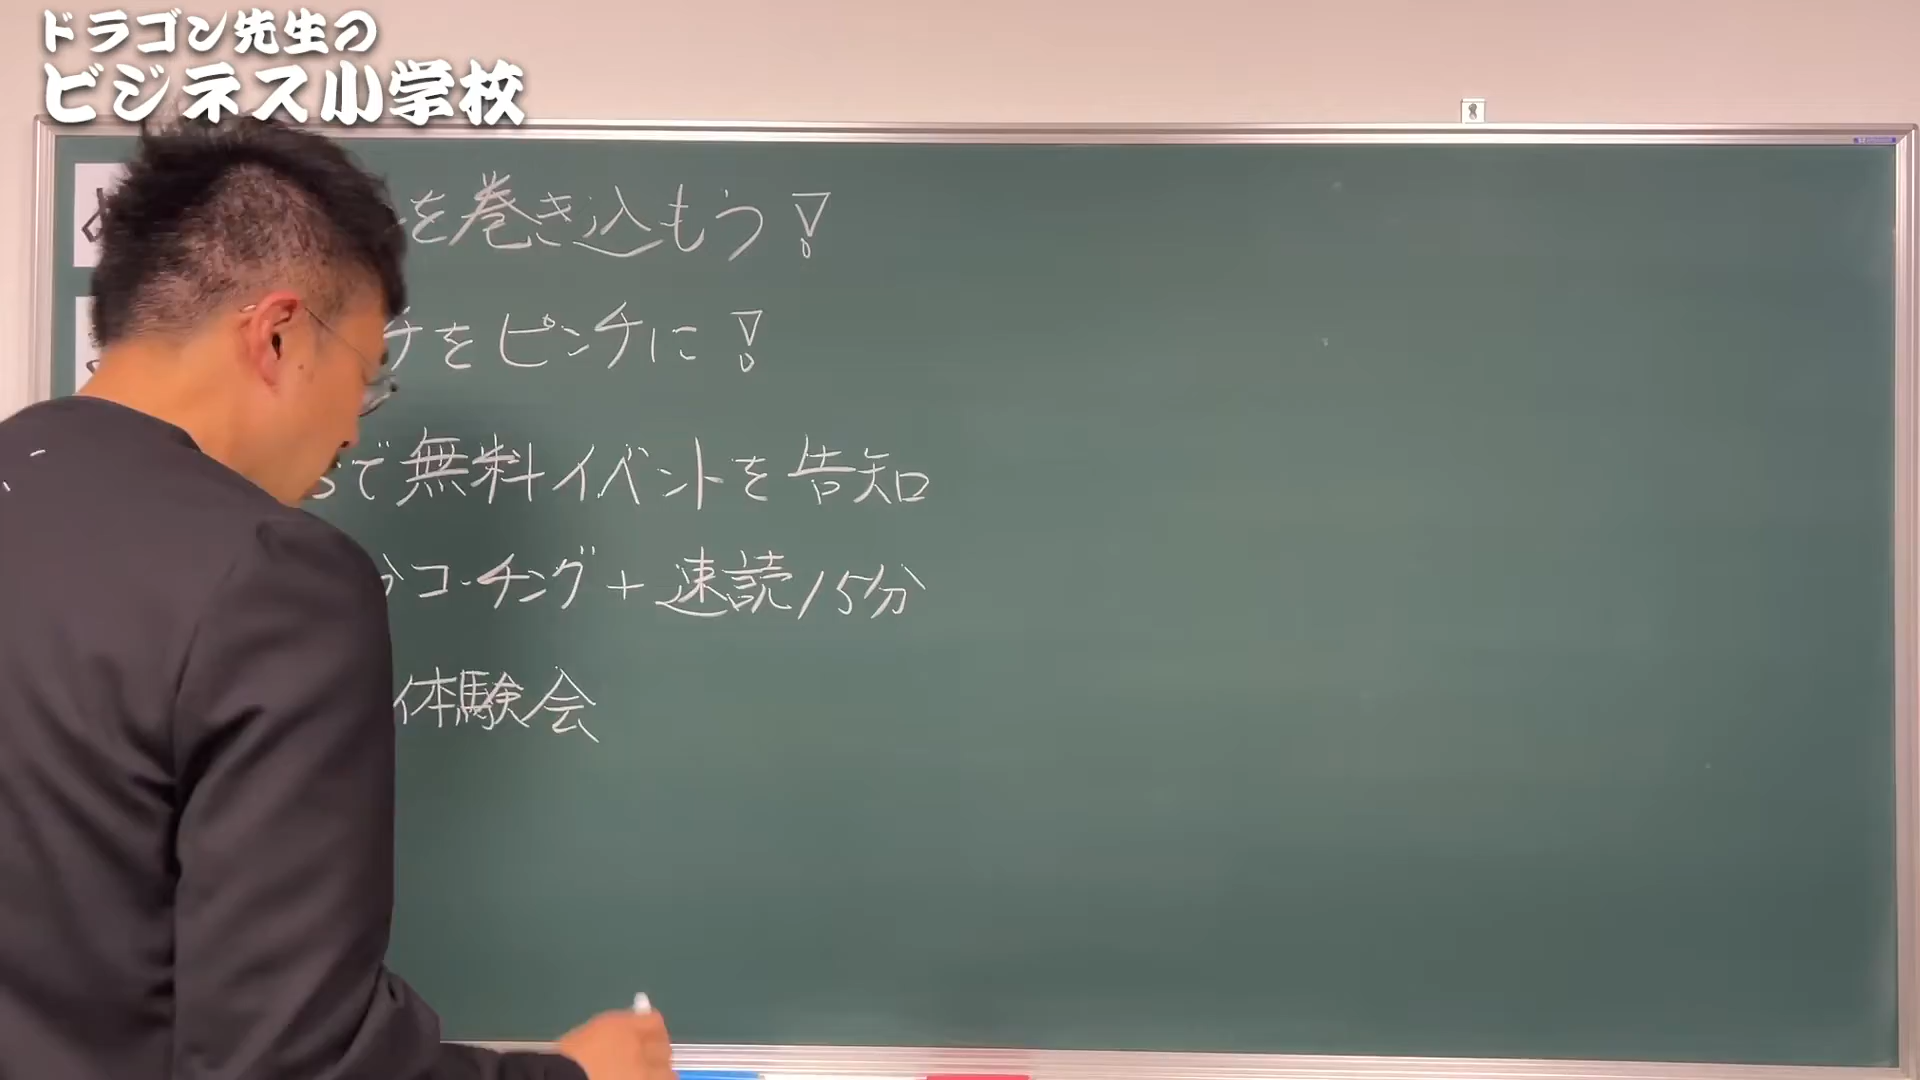 ドラゴン先生の
ビジネス小学校
を巻き込もう!
チをピンチに!
で無料イベントを告知
コーチング+速読15分
体験会